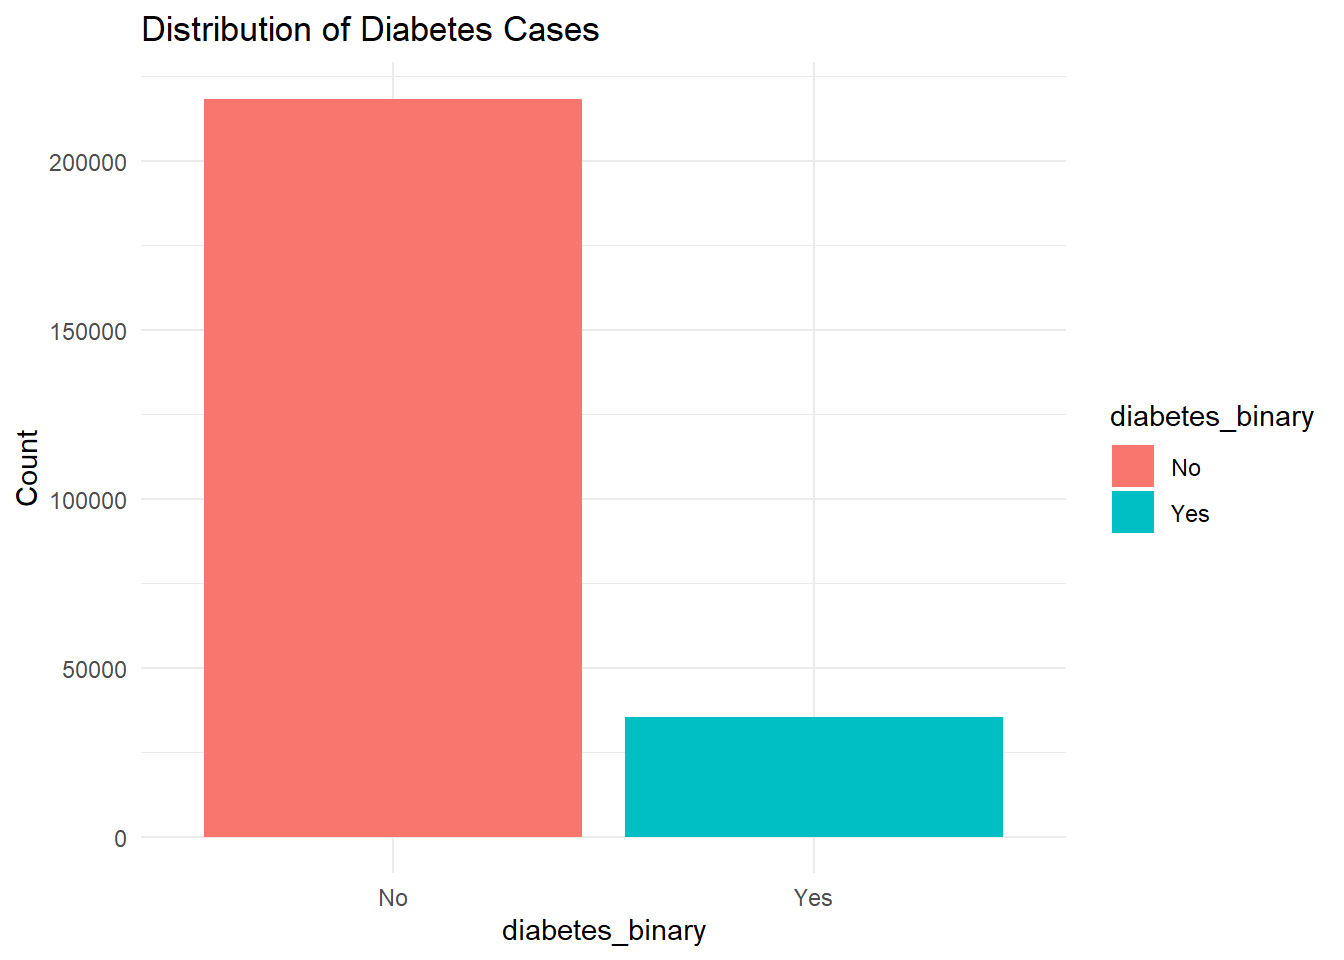 Distribution of Diabetes Cases
200000
150000
100000
50000
0
Count
No
Yes
diabetes_binary
diabetes_binary
No
Yes